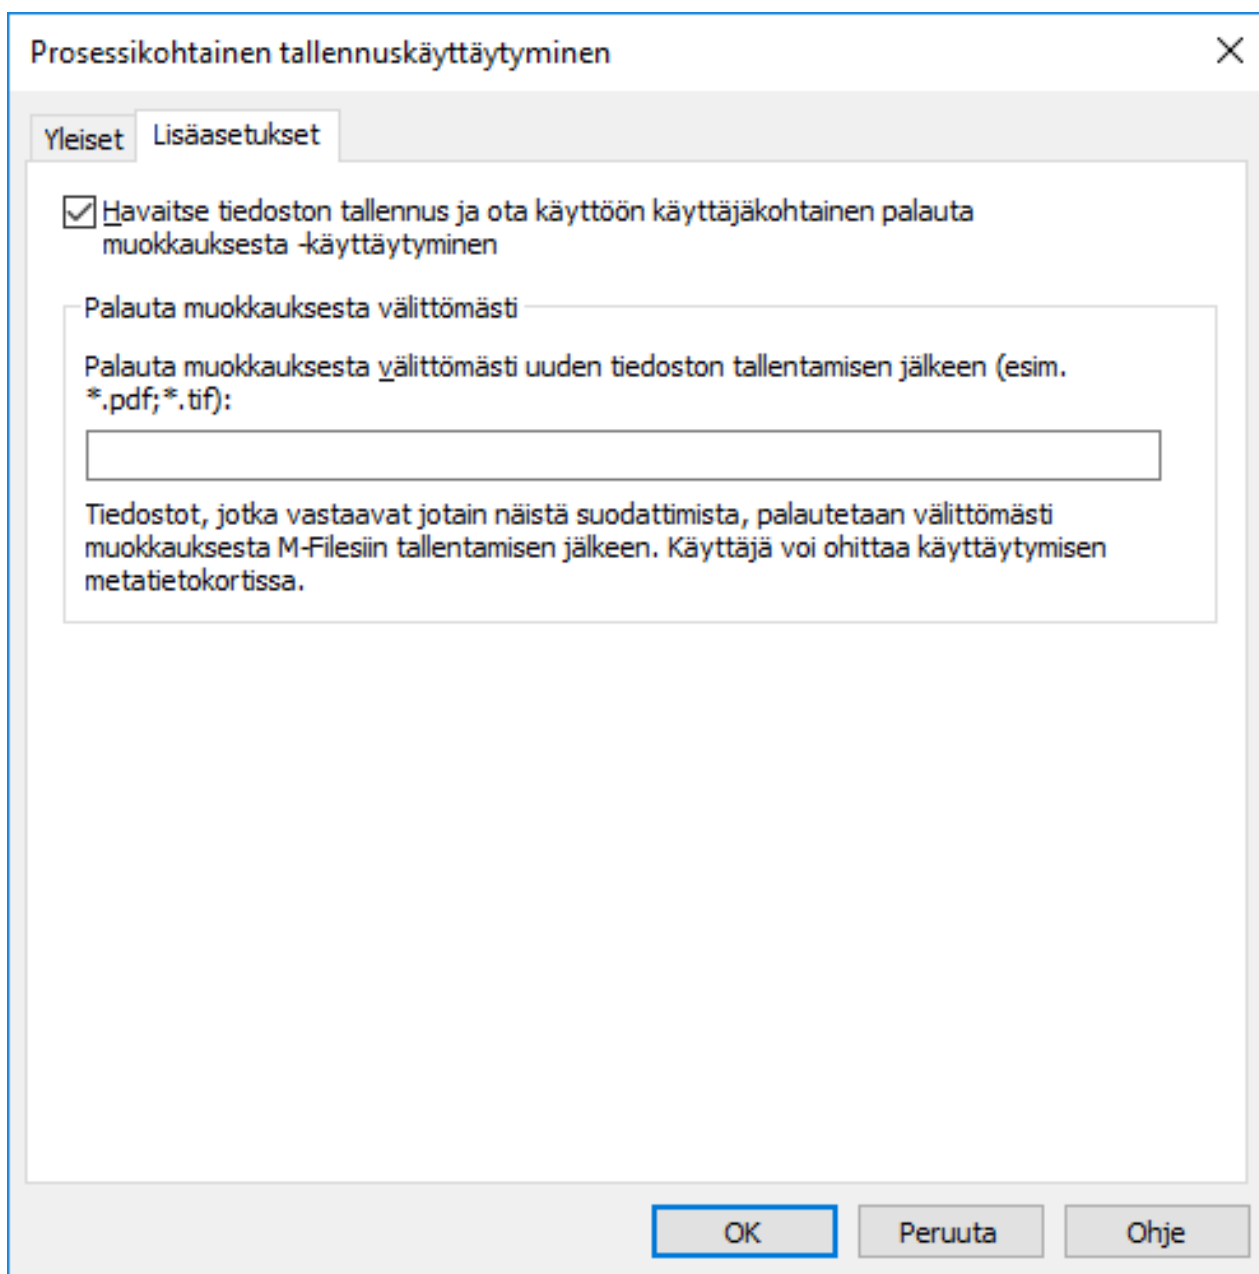 Prosessikohtainen tallennuskäyttäytyminen
Yleiset
Lisäasetukset
Havaitse tiedoston tallennus ja ota käyttöön käyttäjäkohtainen palauta
muokkauksesta -käyttäytyminen
Palauta muokkauksesta välittömästi
Palauta muokkauksesta välittömästi uuden tiedoston tallentamisen jälkeen (esim.
*.pdf;*.tif):
Tiedostot, jotka vastaavat jotain näistä suodattimista, palautetaan välittömästi
muokkauksesta M-Filesiin tallentamisen jälkeen. Käyttäjä voi ohittaa käyttäytymisen
metatietokortissa.
OK
Peruuta
Ohje